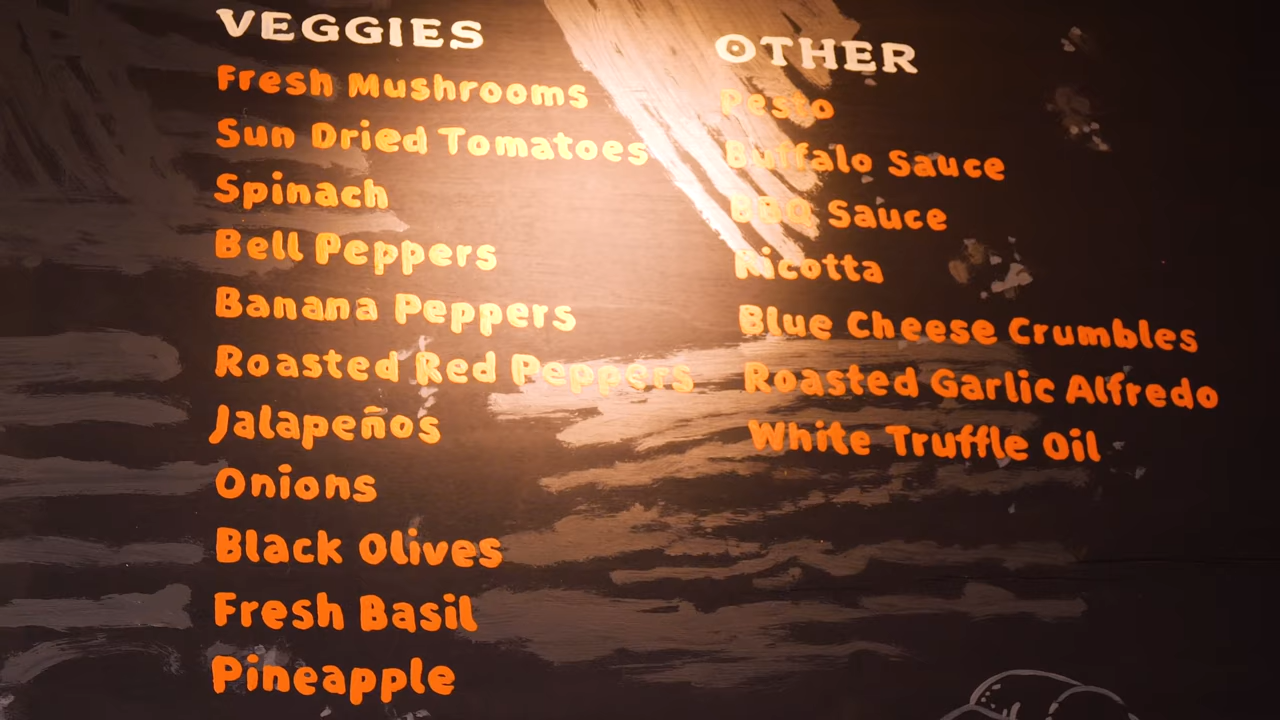 VEGGIES
Fresh Mushrooms
Sun Dried Tomatoes
Spinach
Bell Peppers
Banana Peppers
Roasted Red Peppers
Jalapeños
Onions
Black Olives
Fresh Basil
Pineapple
OTHER
Pesto
Buffalo Sauce
BBQ Sauce
Ricotta
Blue Cheese Crumbles
Roasted Garlic Alfredo
White Truffle Oil